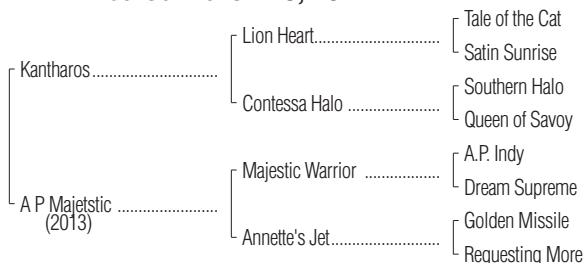 Tale of the Cat
Lion Heart
Satin Sunrise
Kantharos
Southern Halo
Contessa Halo
Queen of Savoy
A.P. Indy
Majestic Warrior
Dream Supreme
A P Majetstic
(2013)
Golden Missile
Annette's Jet
Requesting More